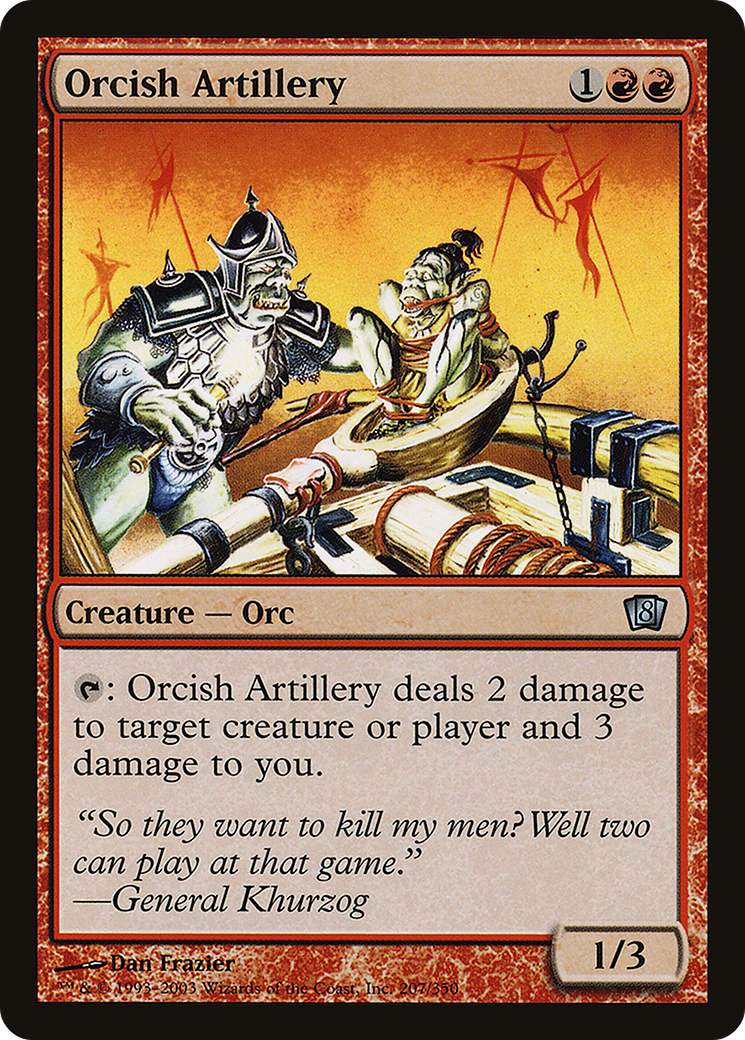 Orcish Artillery 1
Creature — Orc 8
: Orcish Artillery deals 2 damage
to target creature or player and 3
damage to you.
“So they want to kill my men? Well two
can play at that game.”
—General Khurzog
1/3
Dan Frazier
™ & © 1993–2003 Wizards of the Coast, Inc. 207/350